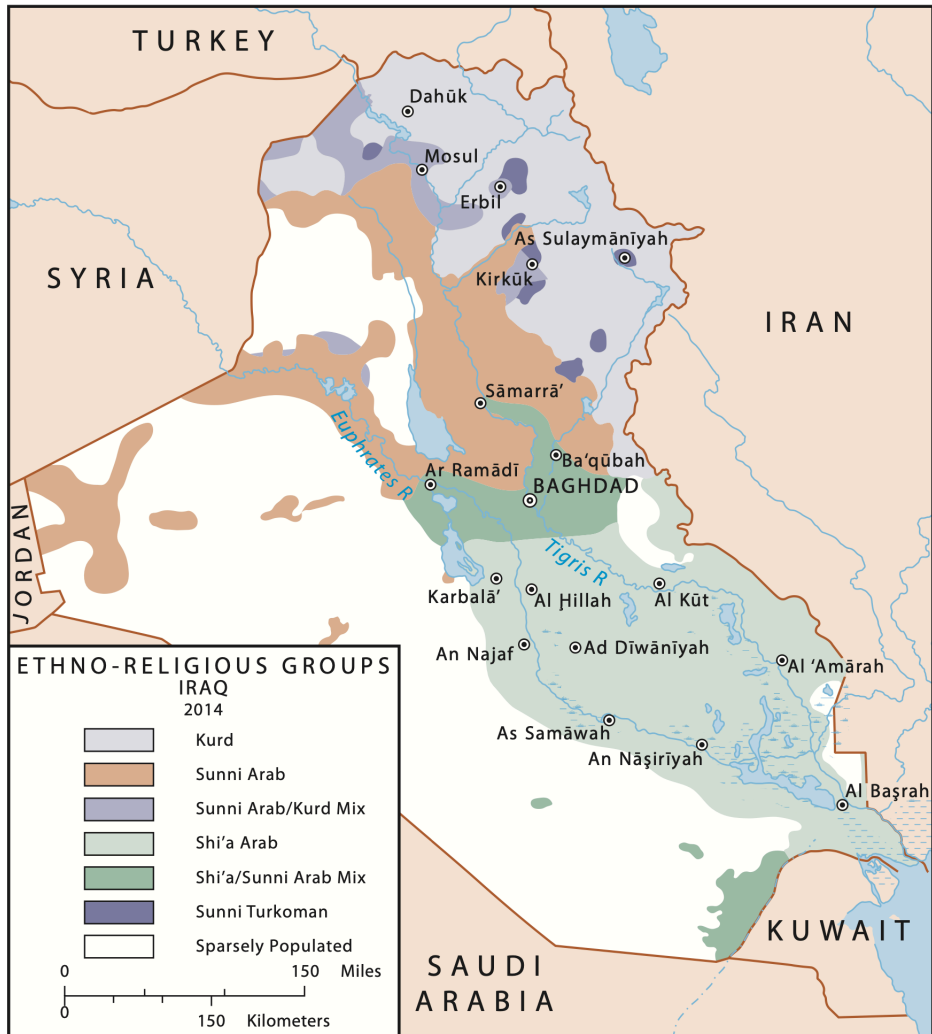 TURKEY
Dahūk
Mosul
Erbil
As Sulaymānīyah
Kirkūk
SYRIA
IRAN
Sāmarrā’
Euphrates R
Ar Ramādī
Ba‘qūbah
BAGHDAD
JORDAN
Tigris R
Karbalā’
Al Ḩillah
Al Kūt
An Najaf
Ad Dīwānīyah
Al ‘Amārah
As Samāwah
An Nāşirīyah
Al Başrah
KUWAIT
SAUDI
ARABIA
ETHNO-RELIGIOUS GROUPS
IRAQ
2014
Kurd
Sunni Arab
Sunni Arab/Kurd Mix
Shi’a Arab
Shi’a/Sunni Arab Mix
Sunni Turkoman
Sparsely Populated
0 150 Miles
0 150 Kilometers